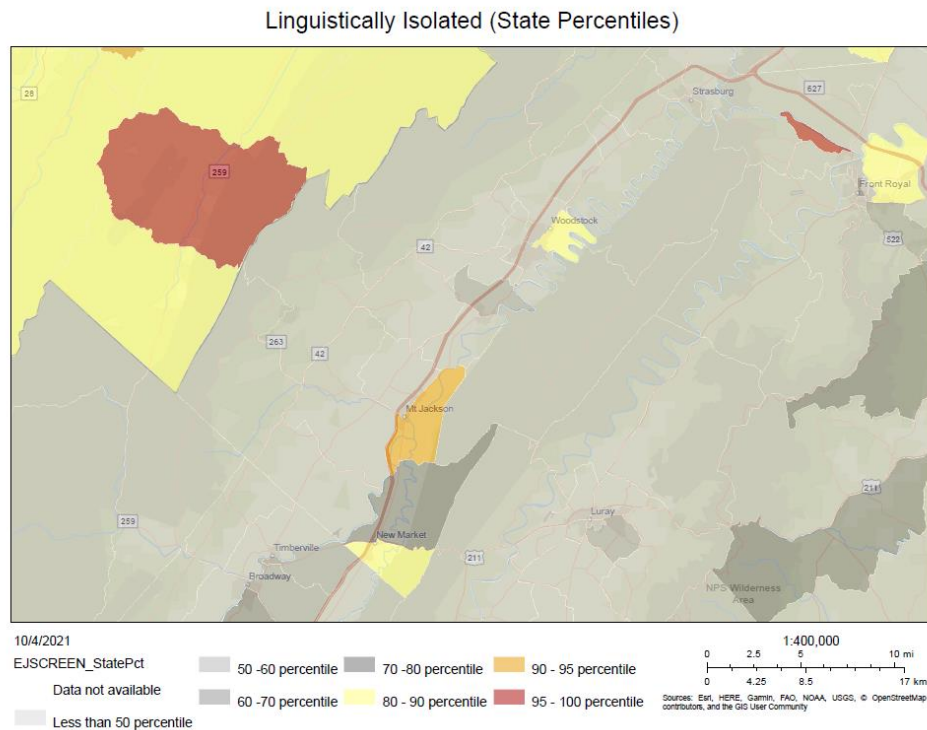 Linguistically Isolated (State Percentiles)
28
Strasburg
627
259
Front Royal
Woodstock
42
522
263
42
Mt Jackson
211
259
Luray
New Market
Timberville
211
Broadway
NPS Wilderness
Area
10/4/2021
1:400,000
EJSCREEN_StatePct
0 2.5 5 10 mi
50 -60 percentile
70 -80 percentile
90 - 95 percentile
Data not available
0 4.25 8.5 17 km
60 -70 percentile
80 - 90 percentile
95 - 100 percentile
Sources: Esri, HERE, Garmin, FAO, NOAA, USGS, © OpenStreetMap
contributors, and the GIS User Community
Less than 50 percentile